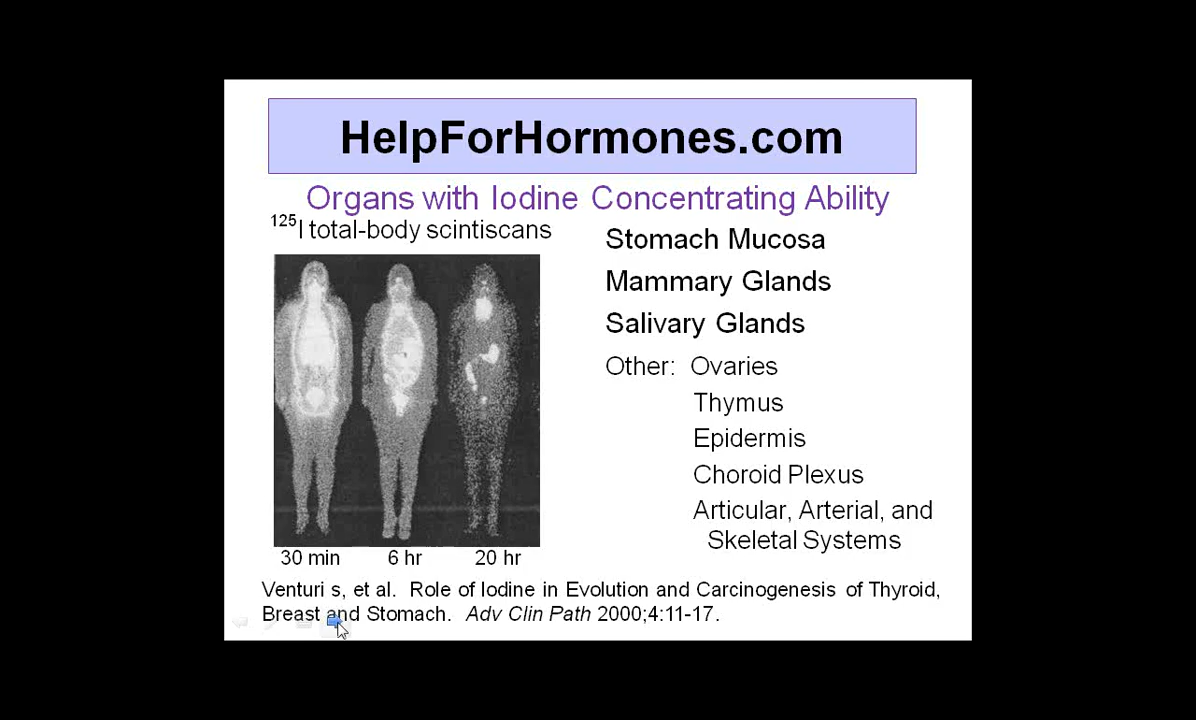 HelpForHormones.com
Organs with Iodine Concentrating Ability
125I total-body scintiscans
30 min 6 hr 20 hr
Stomach Mucosa
Mammary Glands
Salivary Glands
Other: Ovaries
Thymus
Epidermis
Choroid Plexus
Articular, Arterial, and
Skeletal Systems
Venturi s, et al. Role of Iodine in Evolution and Carcinogenesis of Thyroid,
Breast and Stomach. Adv Clin Path 2000;4:11-17.